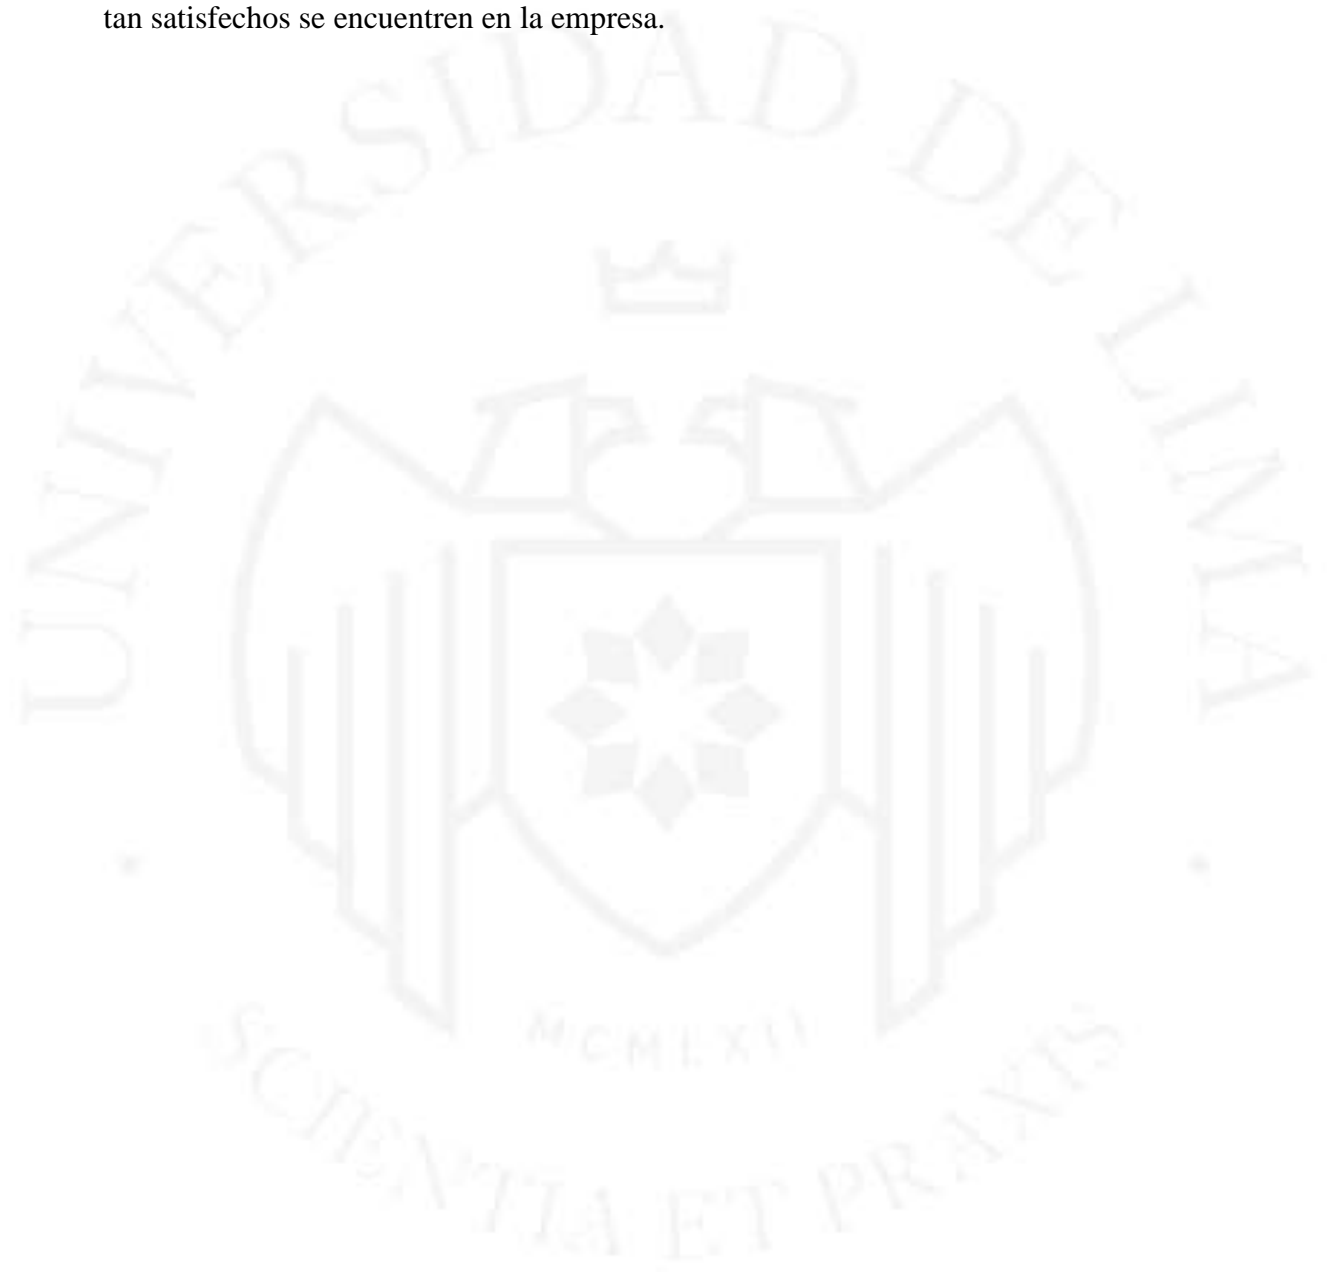 tan satisfechos se encuentren en la empresa.
UNIVERSIDAD DE LIMA
MCMLXII
SCIENTIA ET PRAXIS